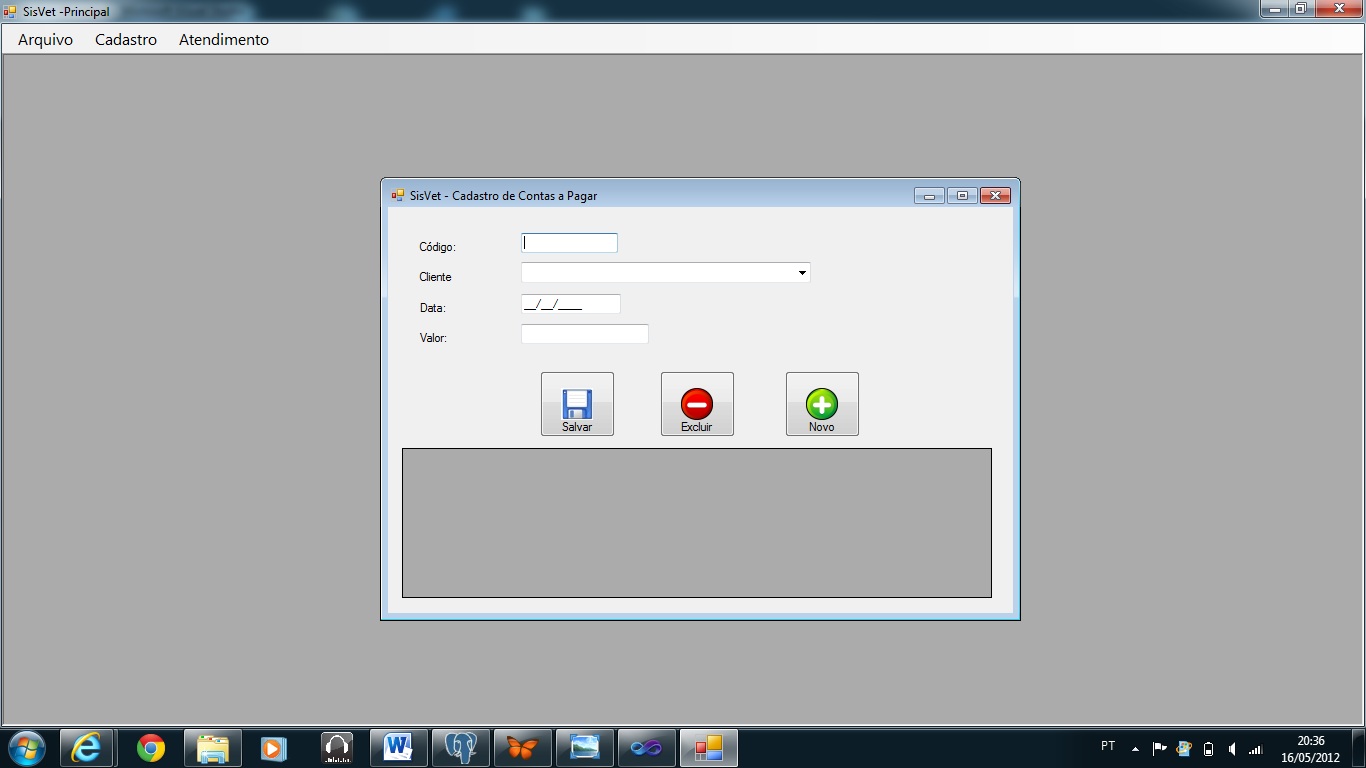 SisVet -Principal
Arquivo Cadastro Atendimento
SisVet - Cadastro de Contas a Pagar
Código:
Cliente
Data: __/__/____
Valor:
Salvar Excluir Novo
PT 20:36
16/05/2012